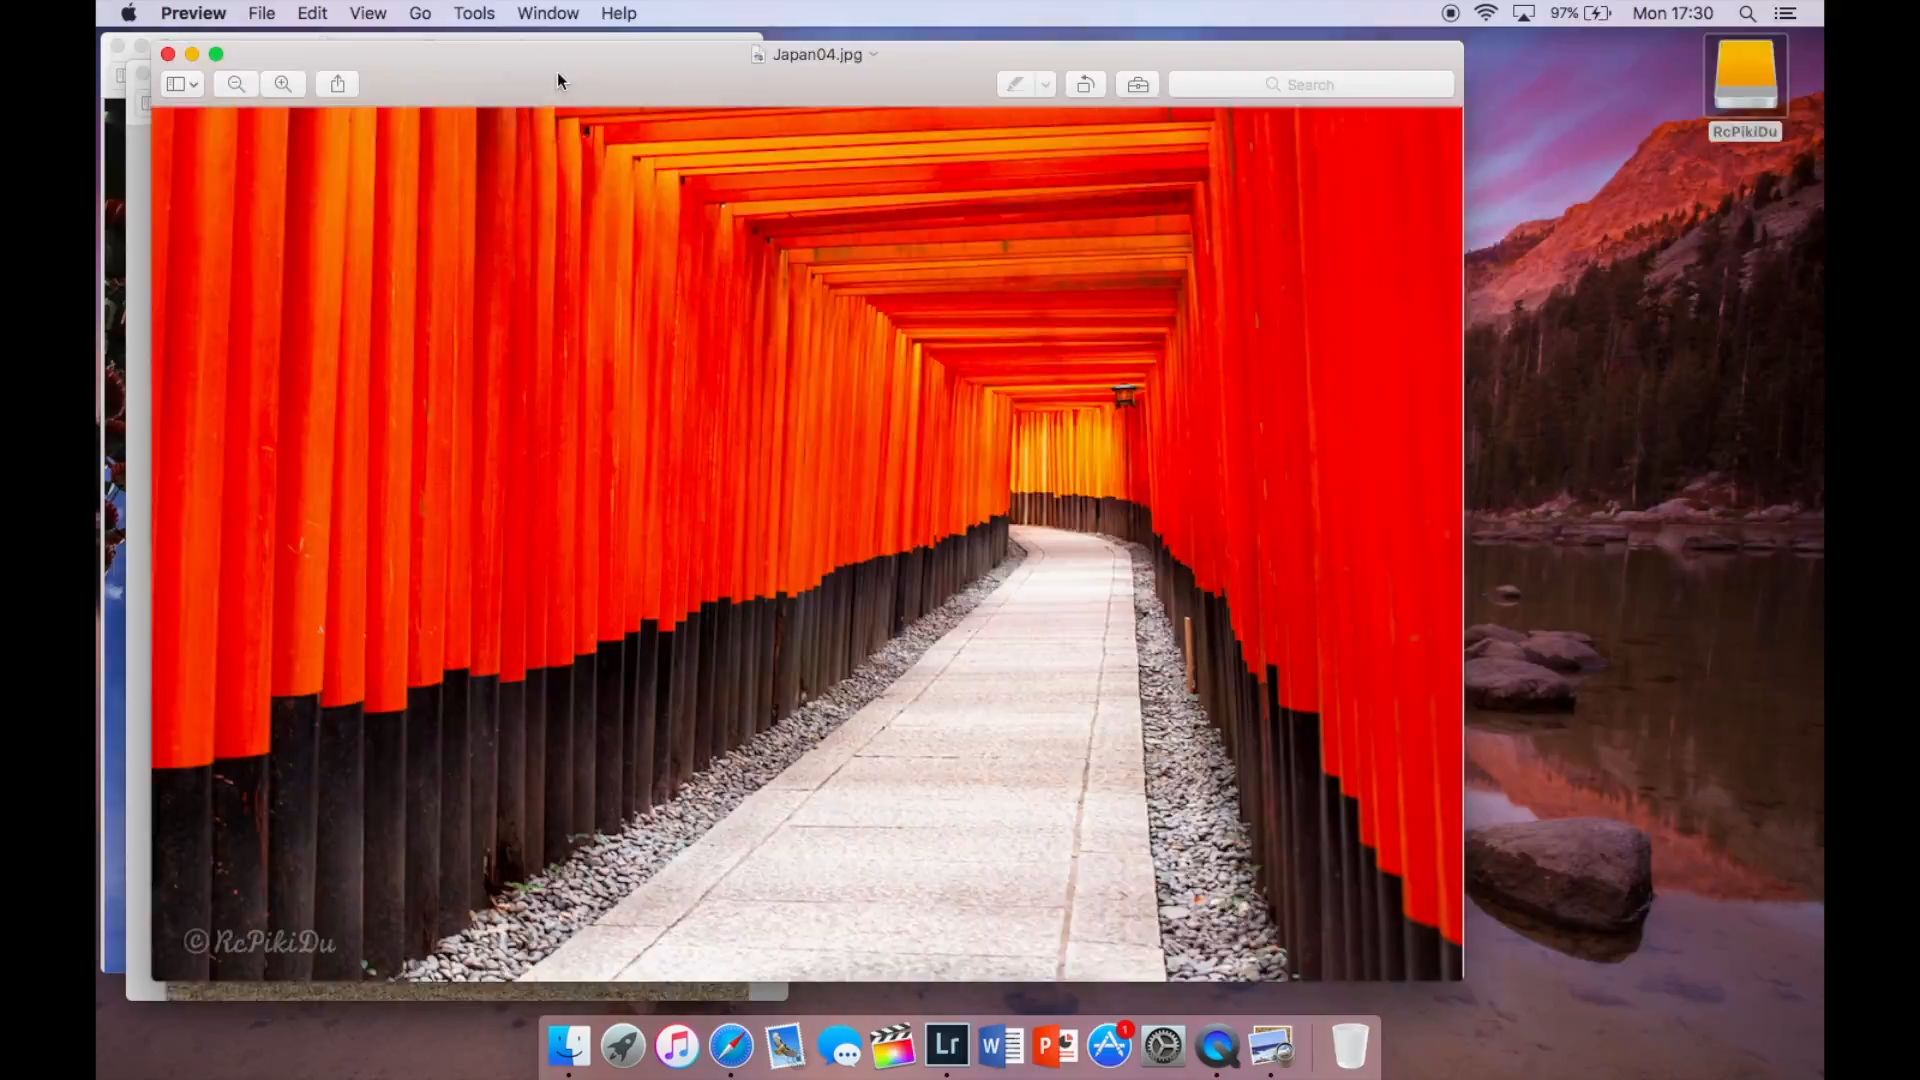 Preview File Edit View Go Tools Window Help 97% Mon 17:30
Japan04.jpg
Search
RcPikiDu
©RcPikiDu
Lr W P 1